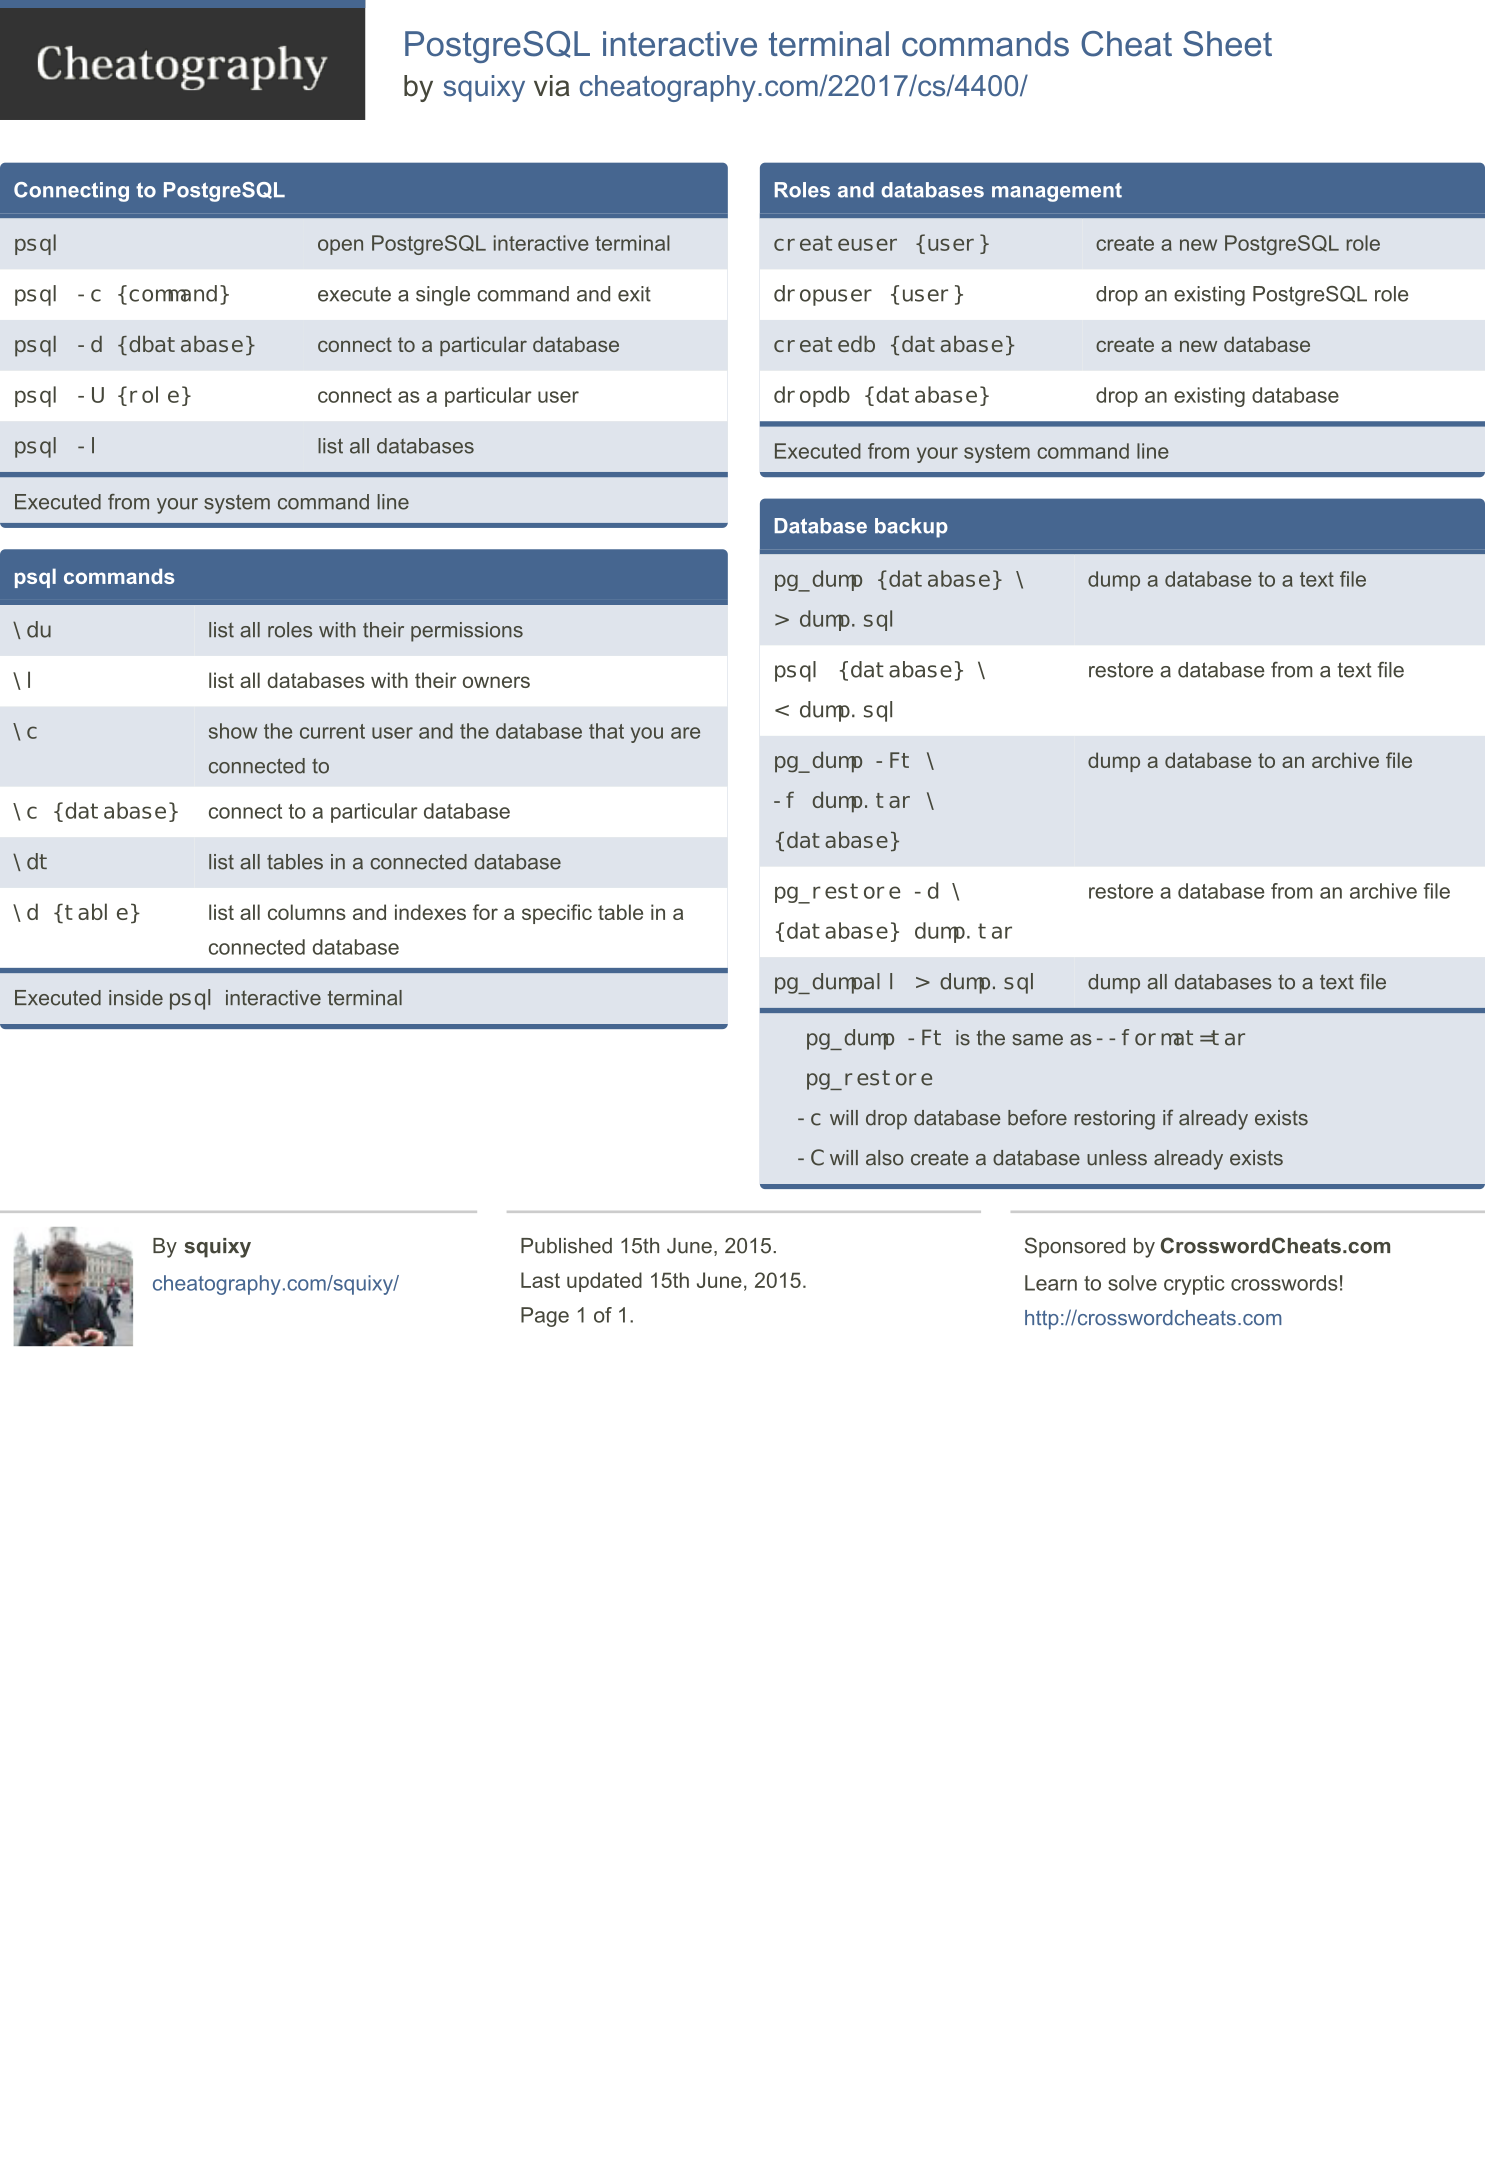 Cheatography
PostgreSQL interactive terminal commands Cheat Sheet
by squixy via cheatography.com/22017/cs/4400/
Connecting to PostgreSQL
psql open PostgreSQL interactive terminal
psql -c {command} execute a single command and exit
psql -d {dbatabase} connect to a particular database
psql -U {role} connect as a particular user
psql -l list all databases
Executed from your system command line
psql commands
\du list all roles with their permissions
\l list all databases with their owners
\c show the current user and the database that you are
connected to
\c {database} connect to a particular database
\dt list all tables in a connected database
\d {table} list all columns and indexes for a specific table in a
connected database
Executed inside psql interactive terminal
Roles and databases management
createuser {user} create a new PostgreSQL role
dropuser {user} drop an existing PostgreSQL role
createdb {database} create a new database
dropdb {database} drop an existing database
Executed from your system command line
Database backup
pg_dump {database} \ dump a database to a text file
> dump.sql
psql {database} \ restore a database from a text file
< dump.sql
pg_dump -Ft \ dump a database to an archive file
-f dump.tar \
{database}
pg_restore -d \ restore a database from an archive file
{database} dump.tar
pg_dumpall > dump.sql dump all databases to a text file
pg_dump -Ft is the same as --format=tar
pg_restore
-c will drop database before restoring if already exists
-C will also create a database unless already exists
By squixy
cheatography.com/squixy/
Published 15th June, 2015.
Last updated 15th June, 2015.
Page 1 of 1.
Sponsored by CrosswordCheats.com
Learn to solve cryptic crosswords!
http://crosswordcheats.com